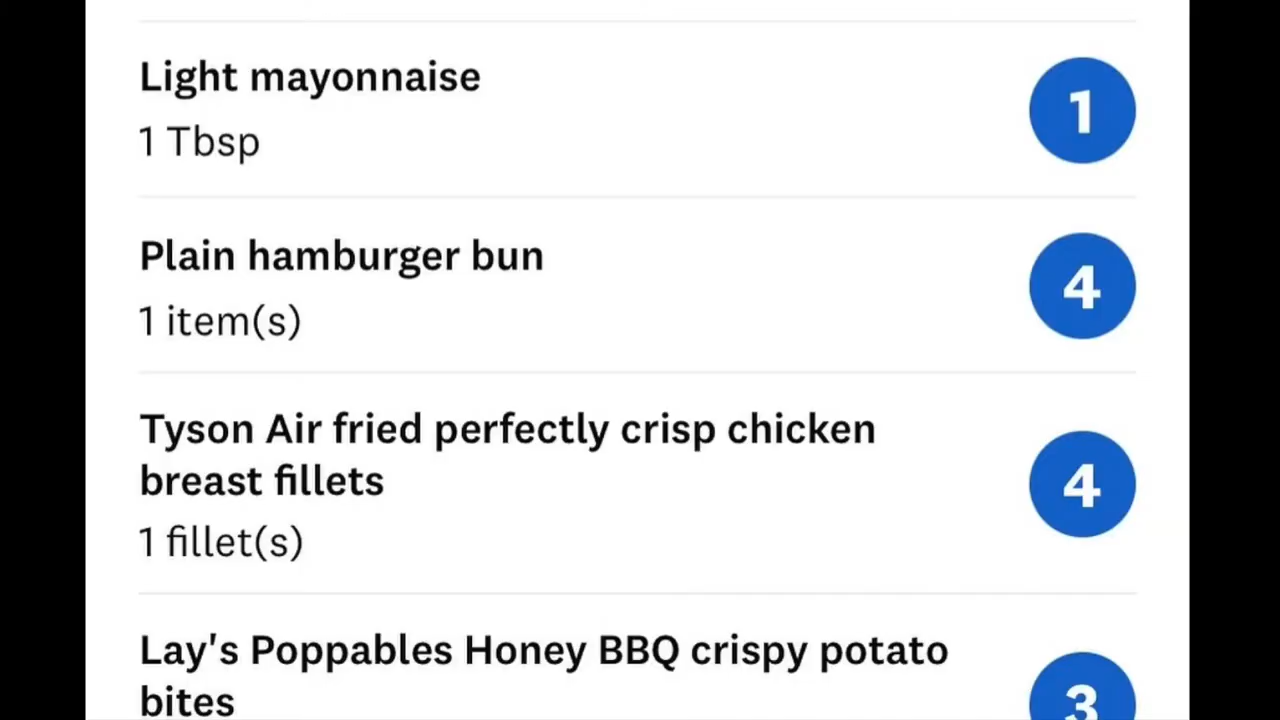 Light mayonnaise
1 Tbsp
1
Plain hamburger bun
1 item(s)
4
Tyson Air fried perfectly crisp chicken
breast fillets
1 fillet(s)
4
Lay's Poppables Honey BBQ crispy potato
bites
3